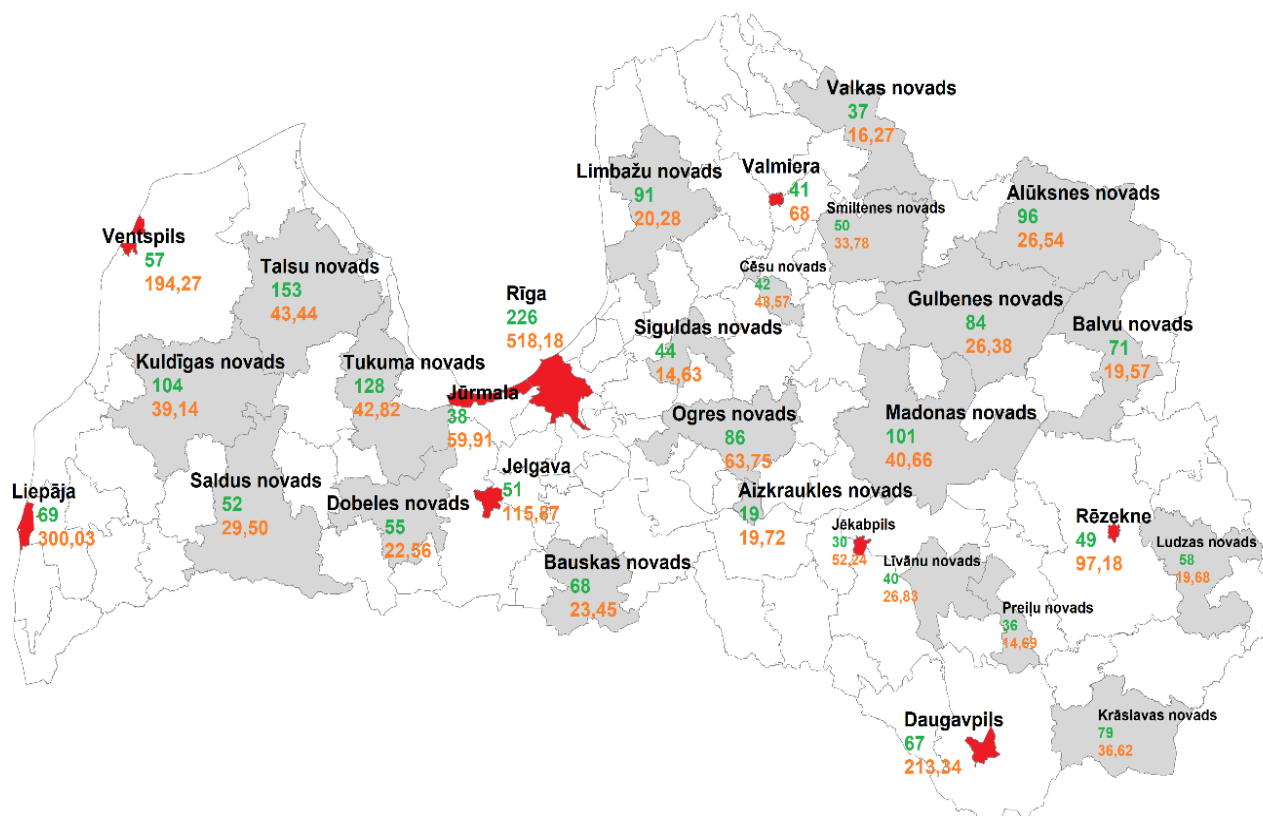 Valkas novads
37
16,27
Limbažu novads
91
20,28
Valmiera
41
68
Smiltenes novads
50
33,78
Alūksnes novads
96
26,54
Ventspils
57
194,27
Talsu novads
153
43,44
Rīga
226
518,18
Cēsu novads
42
48,57
Gulbenes novads
84
26,38
Siguldas novads
44
14,63
Balvu novads
71
19,57
Kuldīgas novads
104
39,14
Tukuma novads
128
42,82
Jūrmala
38
59,91
Ogres novads
86
63,75
Madonas novads
101
40,66
Liepāja
69
300,03
Saldus novads
52
29,50
Dobeles novads
55
22,56
Jelgava
51
115,87
Aizkraukles novads
19
19,72
Jēkabpils
30
52,24
Rēzekne
49
97,18
Ludzas novads
58
19,68
Bauskas novads
68
23,45
Līvānu novads
40
26,83
Preiļu novads
36
14,69
Daugavpils
67
213,34
Krāslavas novads
79
36,62